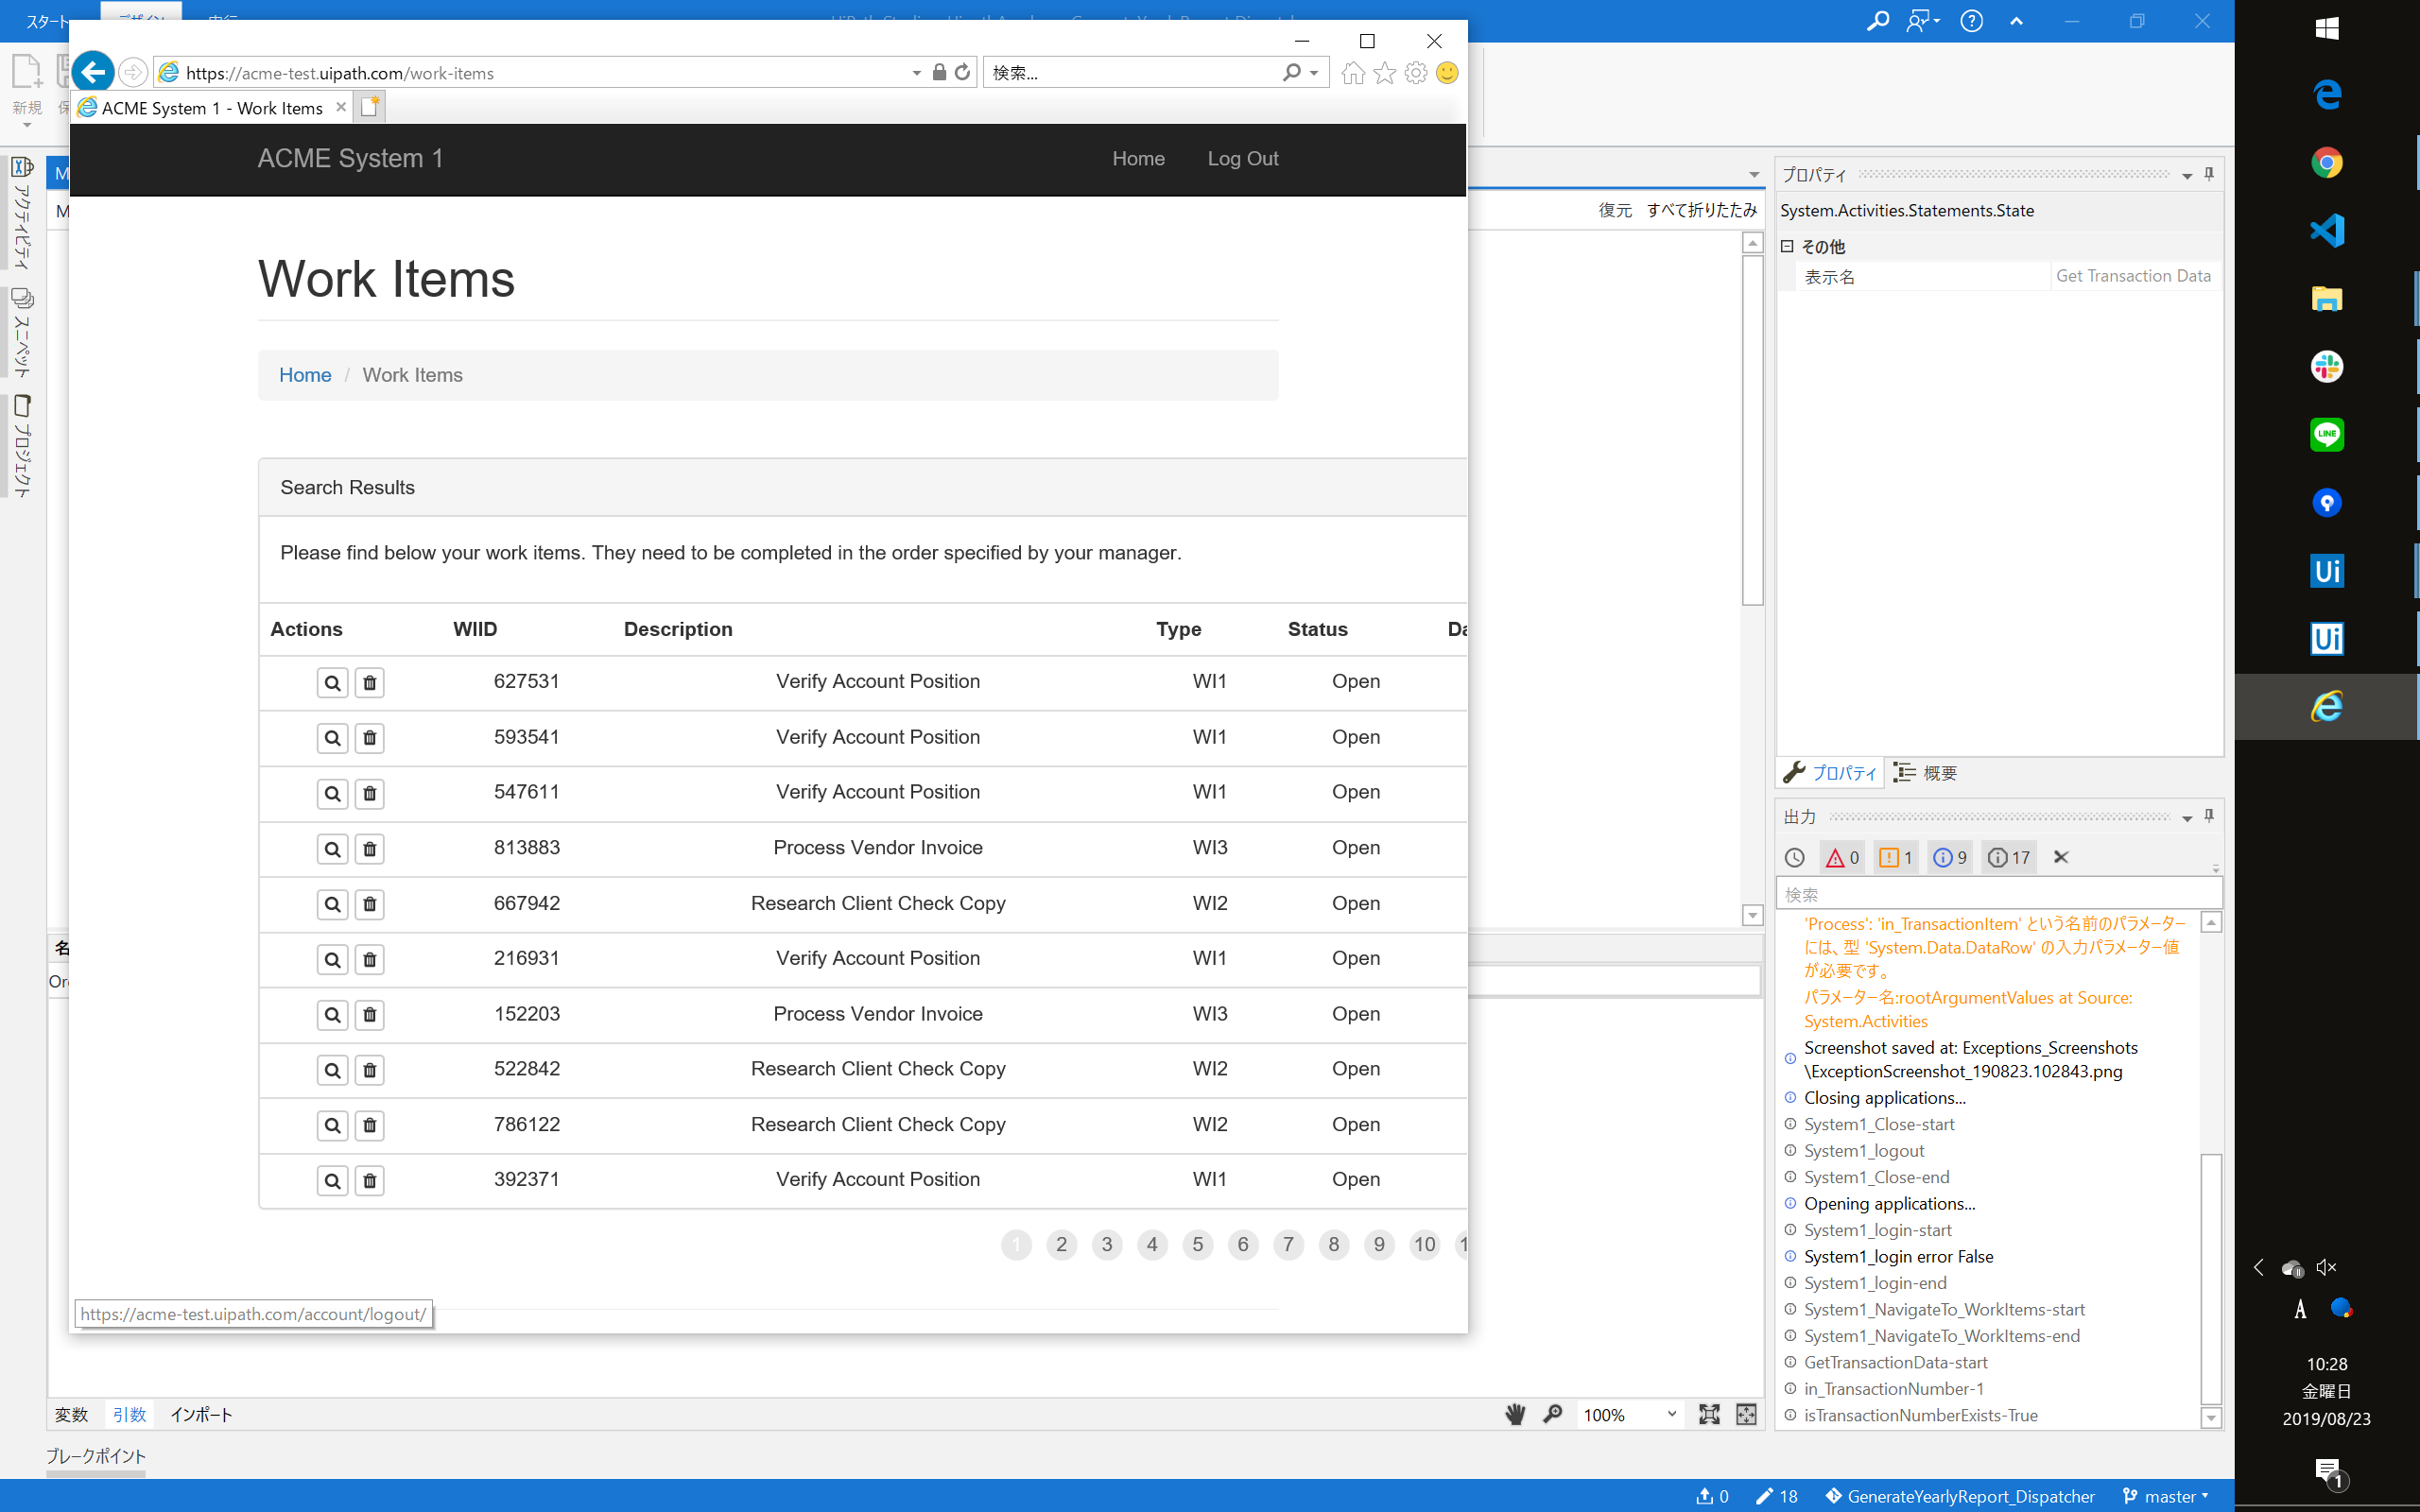 スタート
https://acme-test.uipath.com/work-items
検索...
ACME System 1 - Work Items
新規
ACME System 1
Home
Log Out
アクティビティ
スニペット
プロジェクト
Work Items
Home / Work Items
Search Results
Please find below your work items. They need to be completed in the order specified by your manager.
Actions WIID Description Type Status
627531 Verify Account Position WI1 Open
593541 Verify Account Position WI1 Open
547611 Verify Account Position WI1 Open
813883 Process Vendor Invoice WI3 Open
667942 Research Client Check Copy WI2 Open
216931 Verify Account Position WI1 Open
152203 Process Vendor Invoice WI3 Open
522842 Research Client Check Copy WI2 Open
786122 Research Client Check Copy WI2 Open
392371 Verify Account Position WI1 Open
1 2 3 4 5 6 7 8 9 10
https://acme-test.uipath.com/account/logout/
変数 引数 インポート
100%
ブレークポイント
復元 すべて折りたたみ
プロパティ
System.Activities.Statements.State
その他
表示名 Get Transaction Data
プロパティ 概要
出力
0 1 9 17
検索
'Process': 'in_TransactionItem' という名前のパラメーター
には、型 'System.Data.DataRow' の入力パラメーター値
が必要です。
パラメーター名:rootArgumentValues at Source:
System.Activities
Screenshot saved at: Exceptions_Screenshots
\ExceptionScreenshot_190823.102843.png
Closing applications...
System1_Close-start
System1_logout
System1_Close-end
Opening applications...
System1_login-start
System1_login error False
System1_login-end
System1_NavigateTo_WorkItems-start
System1_NavigateTo_WorkItems-end
GetTransactionData-start
in_TransactionNumber-1
isTransactionNumberExists-True
0 18 GenerateYearlyReport_Dispatcher master
LINE
Ui
Ui
A
10:28
金曜日
2019/08/23
1